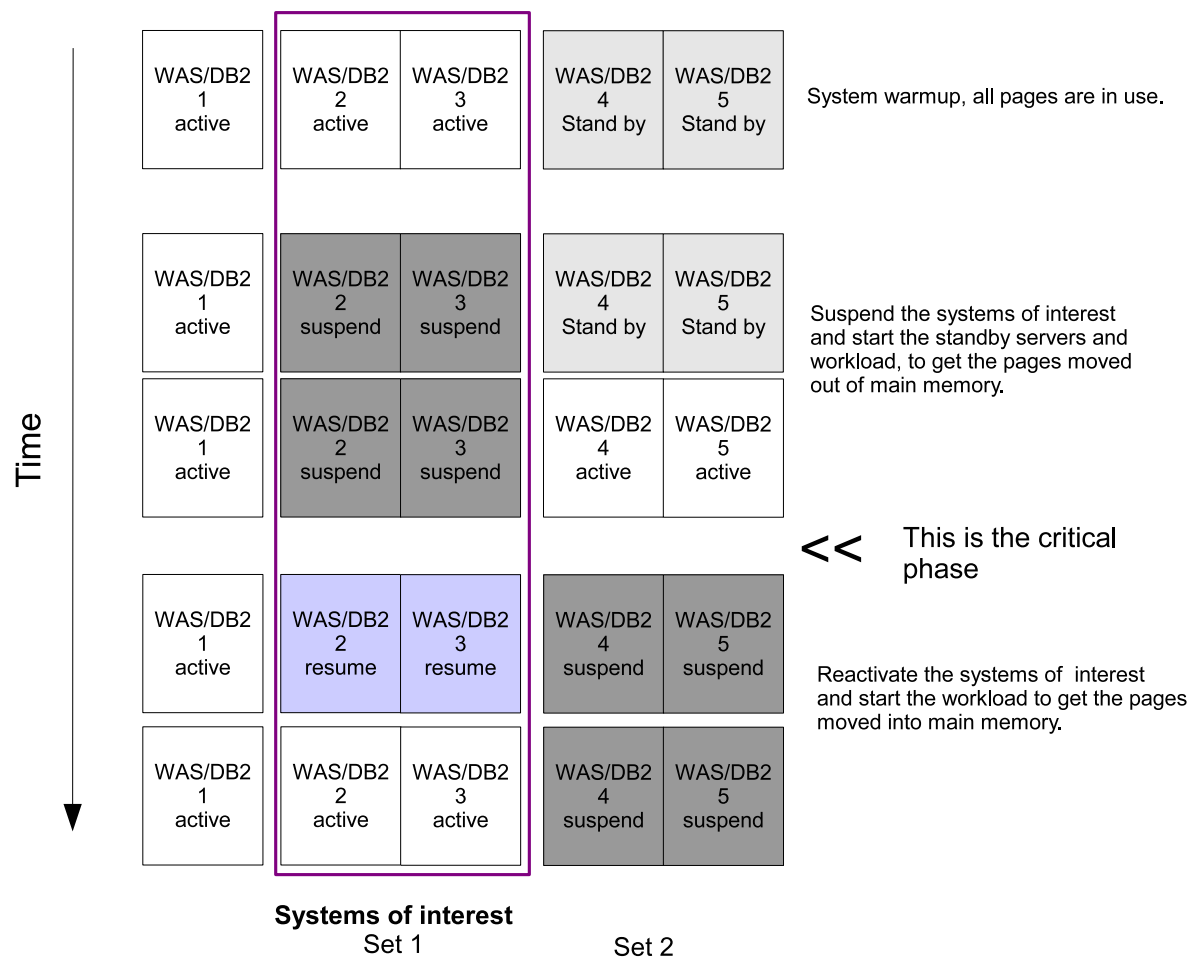 WAS/DB2
1
active
WAS/DB2
2
active
WAS/DB2
3
active
WAS/DB2
4
Stand by
WAS/DB2
5
Stand by
System warmup, all pages are in use.
WAS/DB2
1
active
WAS/DB2
2
suspend
WAS/DB2
3
suspend
WAS/DB2
4
Stand by
WAS/DB2
5
Stand by
Suspend the systems of interest
and start the standby servers and
workload, to get the pages moved
out of main memory.
Time
WAS/DB2
1
active
WAS/DB2
2
suspend
WAS/DB2
3
suspend
WAS/DB2
4
active
WAS/DB2
5
active
<< This is the critical
phase
WAS/DB2
1
active
WAS/DB2
2
resume
WAS/DB2
3
resume
WAS/DB2
4
suspend
WAS/DB2
5
suspend
Reactivate the systems of interest
and start the workload to get the pages
moved into main memory.
WAS/DB2
1
active
WAS/DB2
2
active
WAS/DB2
3
active
WAS/DB2
4
suspend
WAS/DB2
5
suspend
Systems of interest
Set 1
Set 2